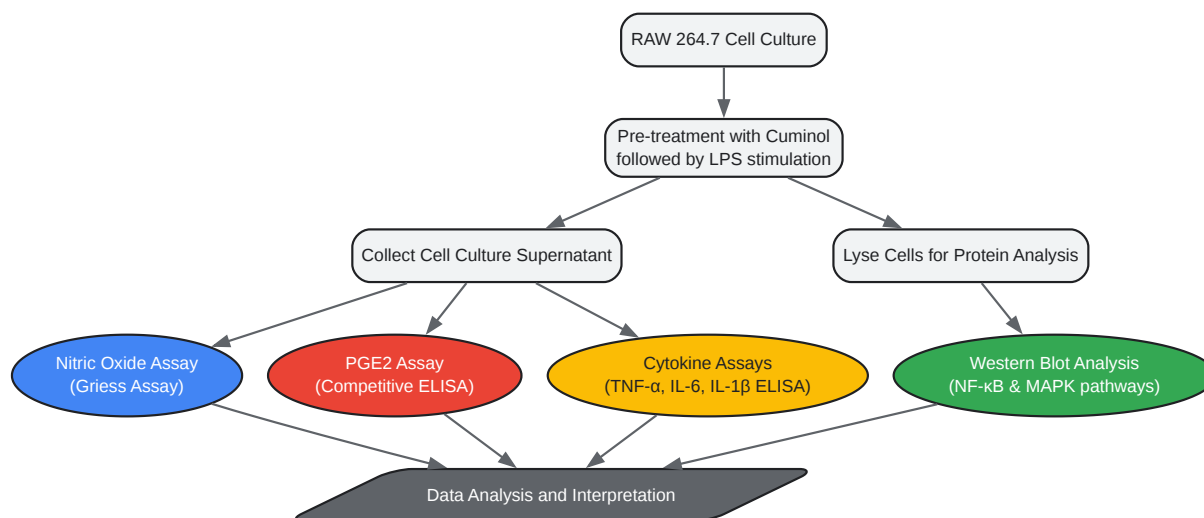 RAW 264.7 Cell Culture
Pre-treatment with Cuminol
followed by LPS stimulation
Collect Cell Culture Supernatant
Lyse Cells for Protein Analysis
Nitric Oxide Assay
(Griess Assay)
PGE2 Assay
(Competitive ELISA)
Cytokine Assays
(TNF-α, IL-6, IL-1β ELISA)
Western Blot Analysis
(NF-κB & MAPK pathways)
Data Analysis and Interpretation